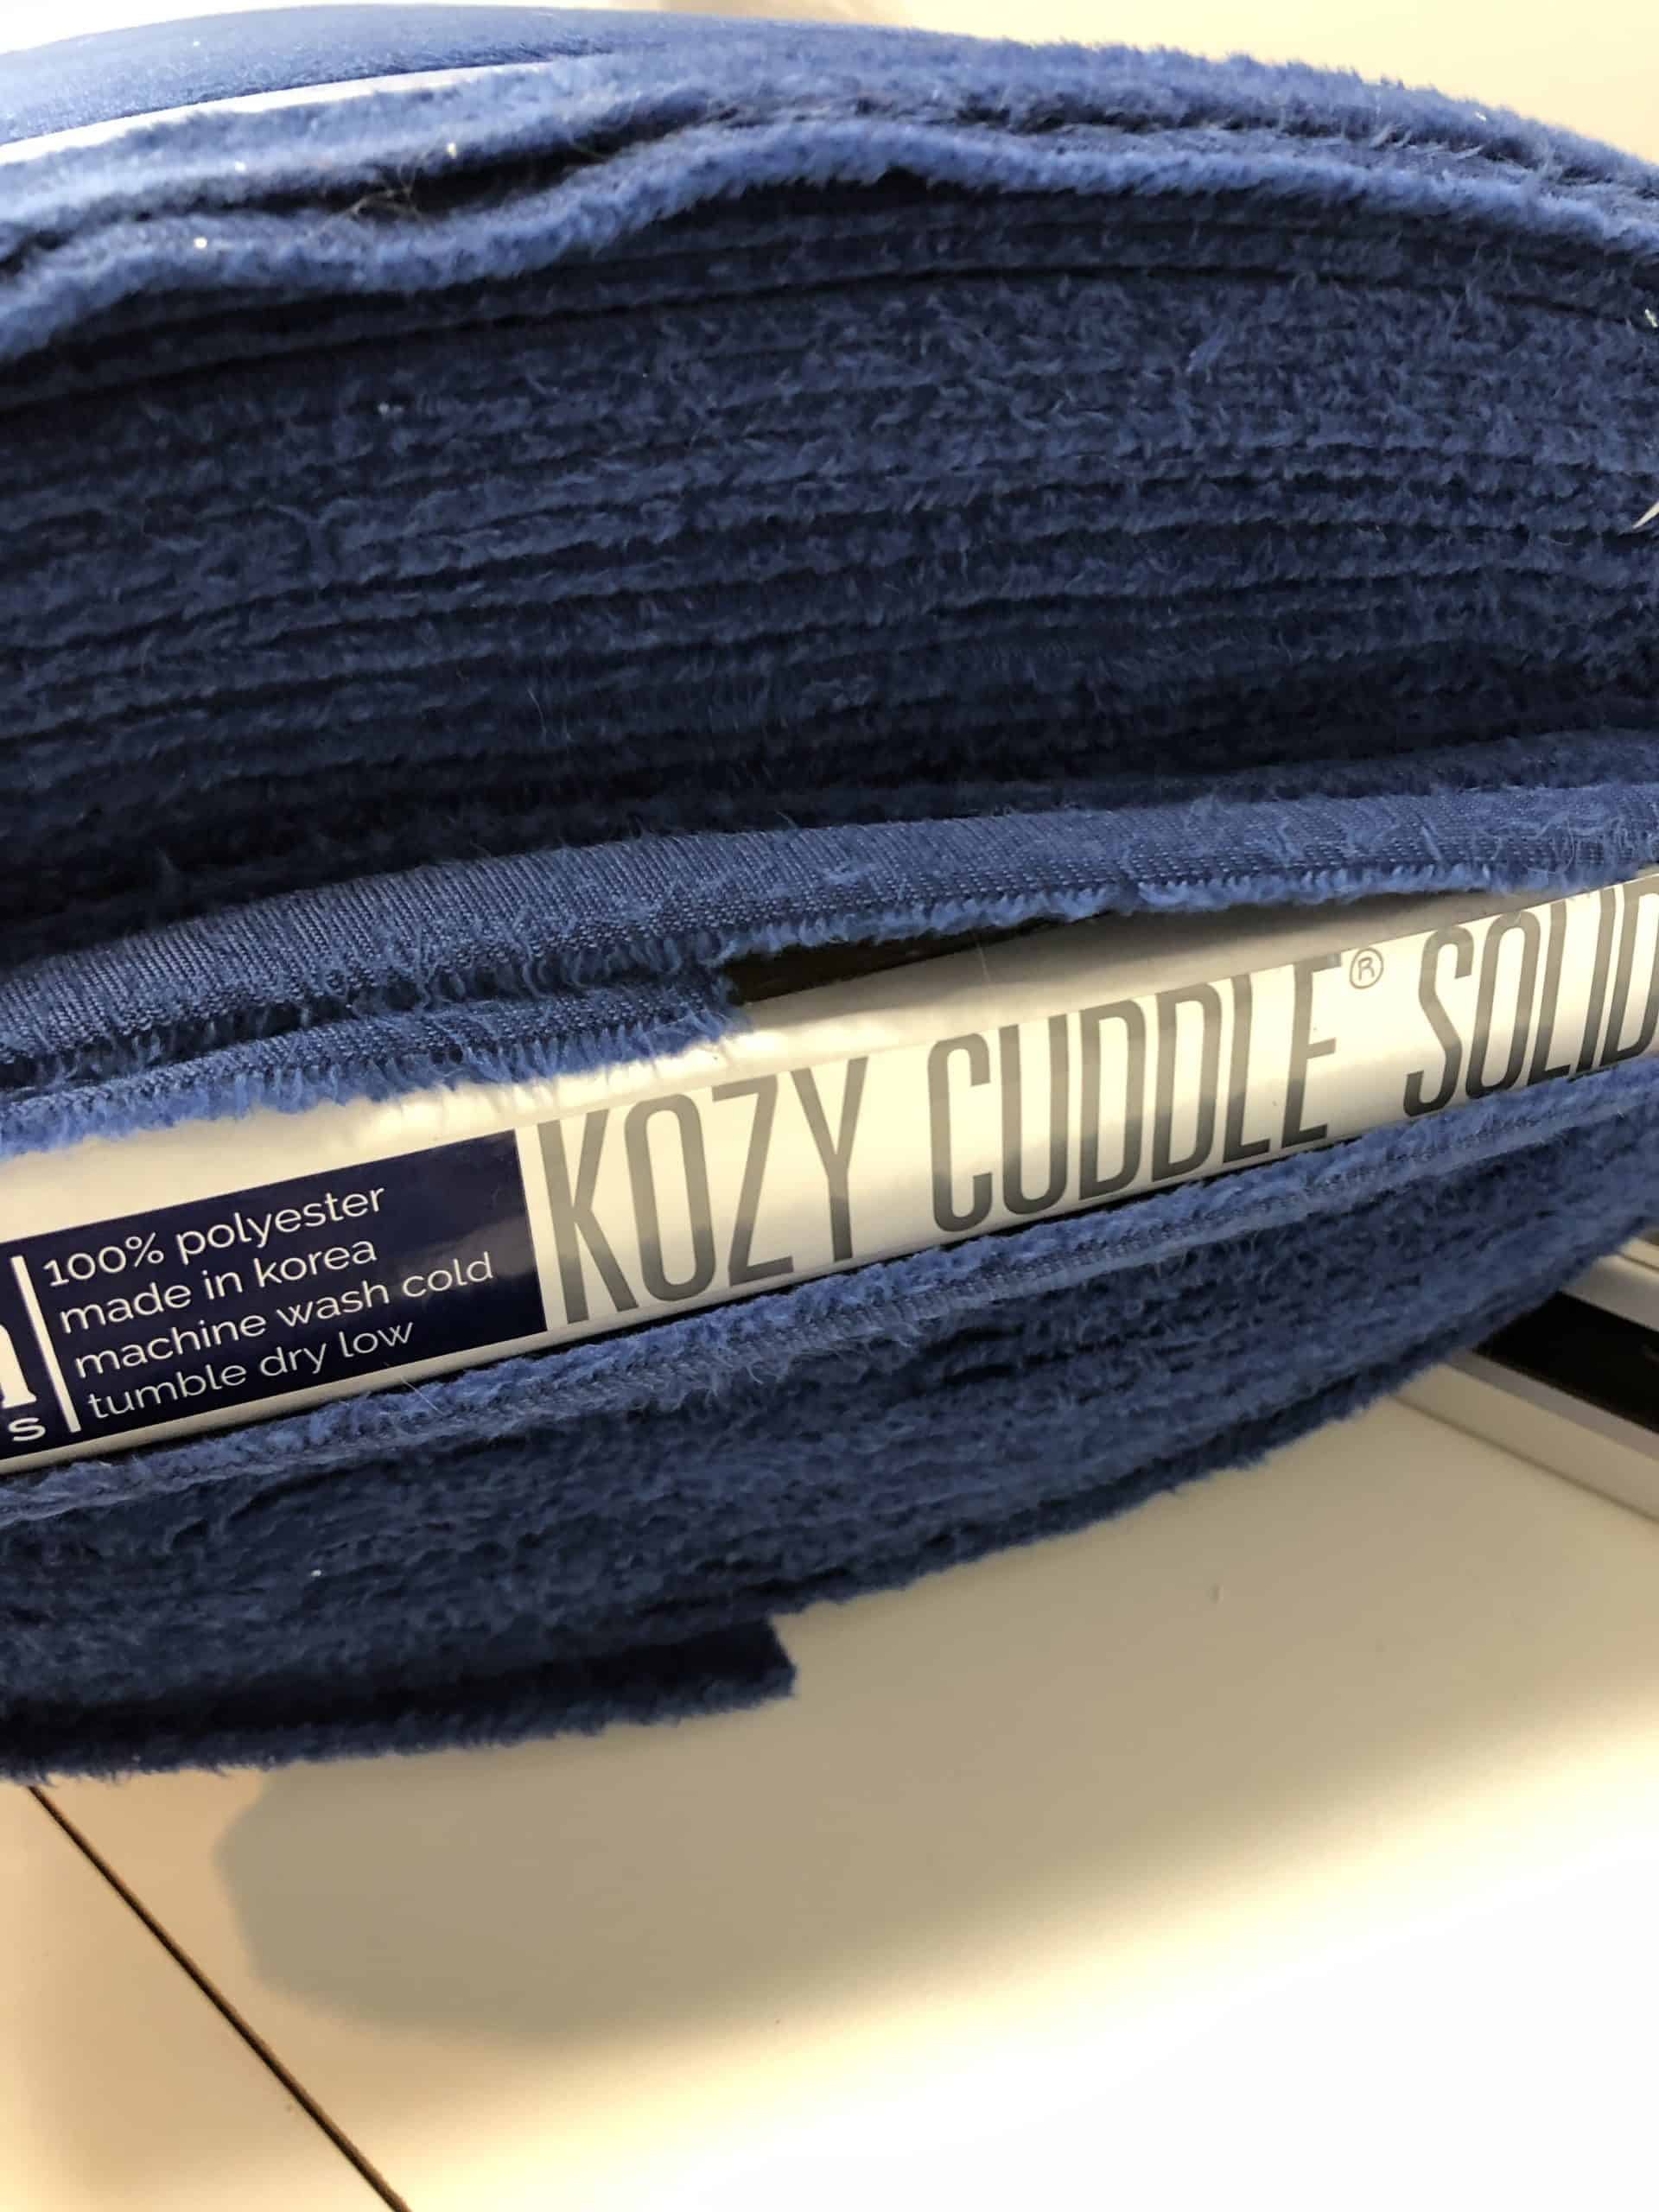 100% polyester
made in korea
machine wash cold
tumble dry low
KOZY CUDDLE® SOLID